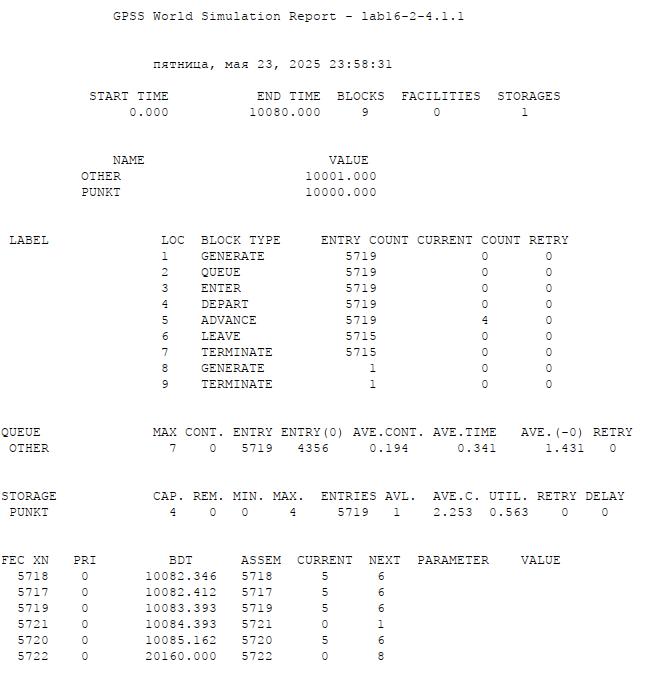 GPSS World Simulation Report - lab16-2-4.1.1
пятница, мая 23, 2025 23:58:31
START TIME END TIME BLOCKS FACILITIES STORAGES
0.000 10080.000 9 0 1
NAME VALUE
OTHER 10001.000
PUNKT 10000.000
LABEL LOC BLOCK TYPE ENTRY COUNT CURRENT COUNT RETRY
1 GENERATE 5719 0 0
2 QUEUE 5719 0 0
3 ENTER 5719 0 0
4 DEPART 5719 0 0
5 ADVANCE 5719 4 0
6 LEAVE 5715 0 0
7 TERMINATE 5715 0 0
8 GENERATE 1 0 0
9 TERMINATE 1 0 0
QUEUE MAX CONT. ENTRY ENTRY(0) AVE.CONT. AVE.TIME AVE.(-0) RETRY
OTHER 7 0 5719 4356 0.194 0.341 1.431 0
STORAGE CAP. REM. MIN. MAX. ENTRIES AVL. AVE.C. UTIL. RETRY DELAY
PUNKT 4 0 0 4 5719 1 2.253 0.563 0 0
FEC XN PRI BDT ASSEM CURRENT NEXT PARAMETER VALUE
5718 0 10082.346 5718 5 6
5717 0 10082.412 5717 5 6
5719 0 10083.393 5719 5 6
5721 0 10084.393 5721 0 1
5720 0 10085.162 5720 5 6
5722 0 20160.000 5722 0 8